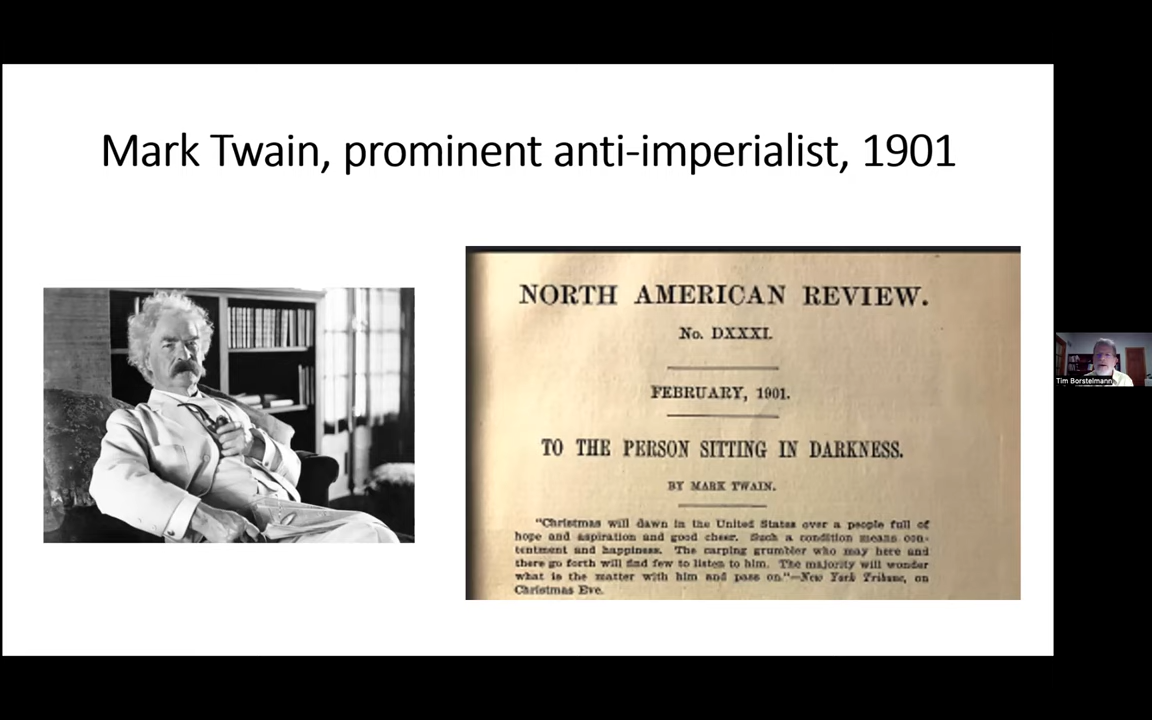 Mark Twain, prominent anti-imperialist, 1901
NORTH AMERICAN REVIEW.
No. DXXXI.
FEBRUARY, 1901.
TO THE PERSON SITTING IN DARKNESS.
BY MARK TWAIN.
"Christmas will dawn in the United States over a people full of
hope and aspiration and good cheer. Such a condition means con-
tentment and happiness. The carping grumbler who may here and
there go forth will find few to listen to him. The majority will wonder
what is the matter with him and pass on."—New York Tribune, on
Christmas Eve.
Tim Borstelmann